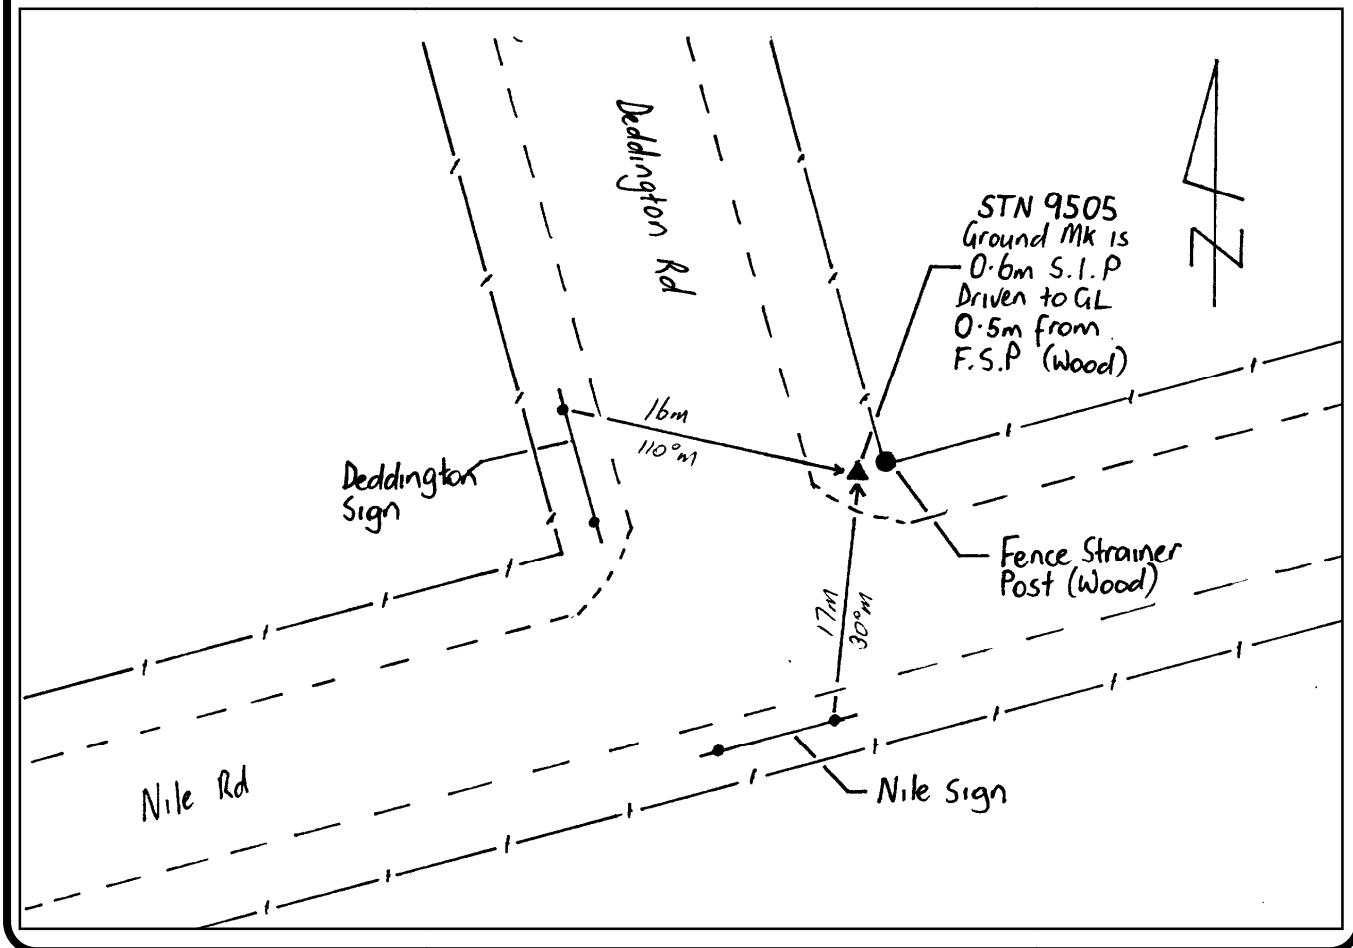 Deddington Rd
STN 9505
Ground Mk is
0.6m S.I.P
Driven to GL
0.5m from
F.S.P (Wood)
N
16m
110°M
Deddington
Sign
Fence Strainer
Post (Wood)
17M
30°M
Nile Rd
Nile Sign